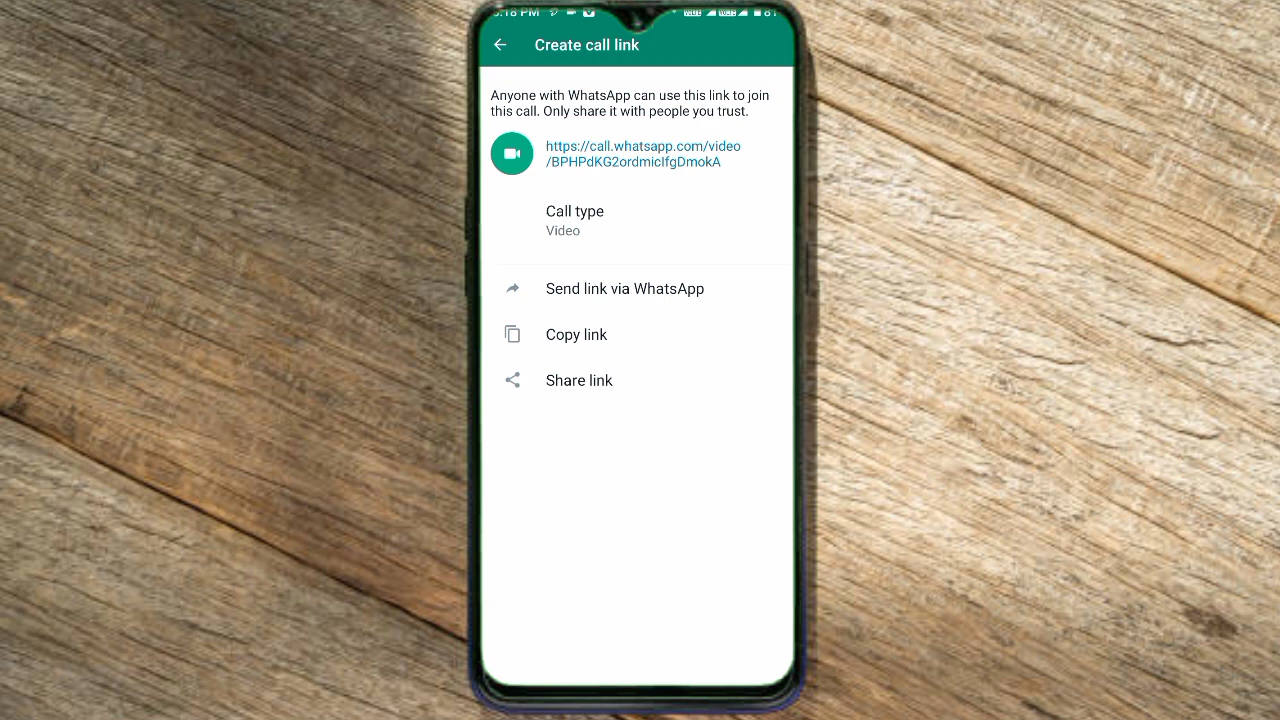 Create call link
Anyone with WhatsApp can use this link to join
this call. Only share it with people you trust.
https://call.whatsapp.com/video
/BPHPdKG2ordmicIfgDmokA
Call type
Video
Send link via WhatsApp
Copy link
Share link